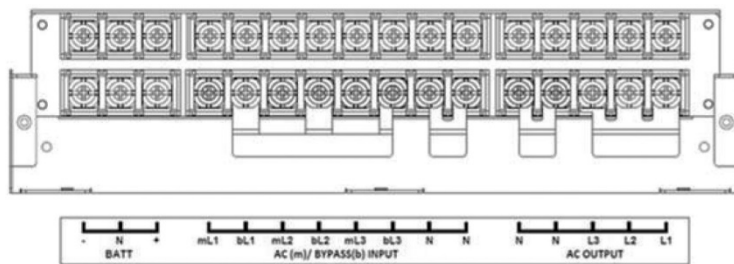 - N + mL1 bL1 mL2 bL2 mL3 bL3 N N N N L3 L2 L1
BATT AC (m)/ BYPASS(b) INPUT AC OUTPUT